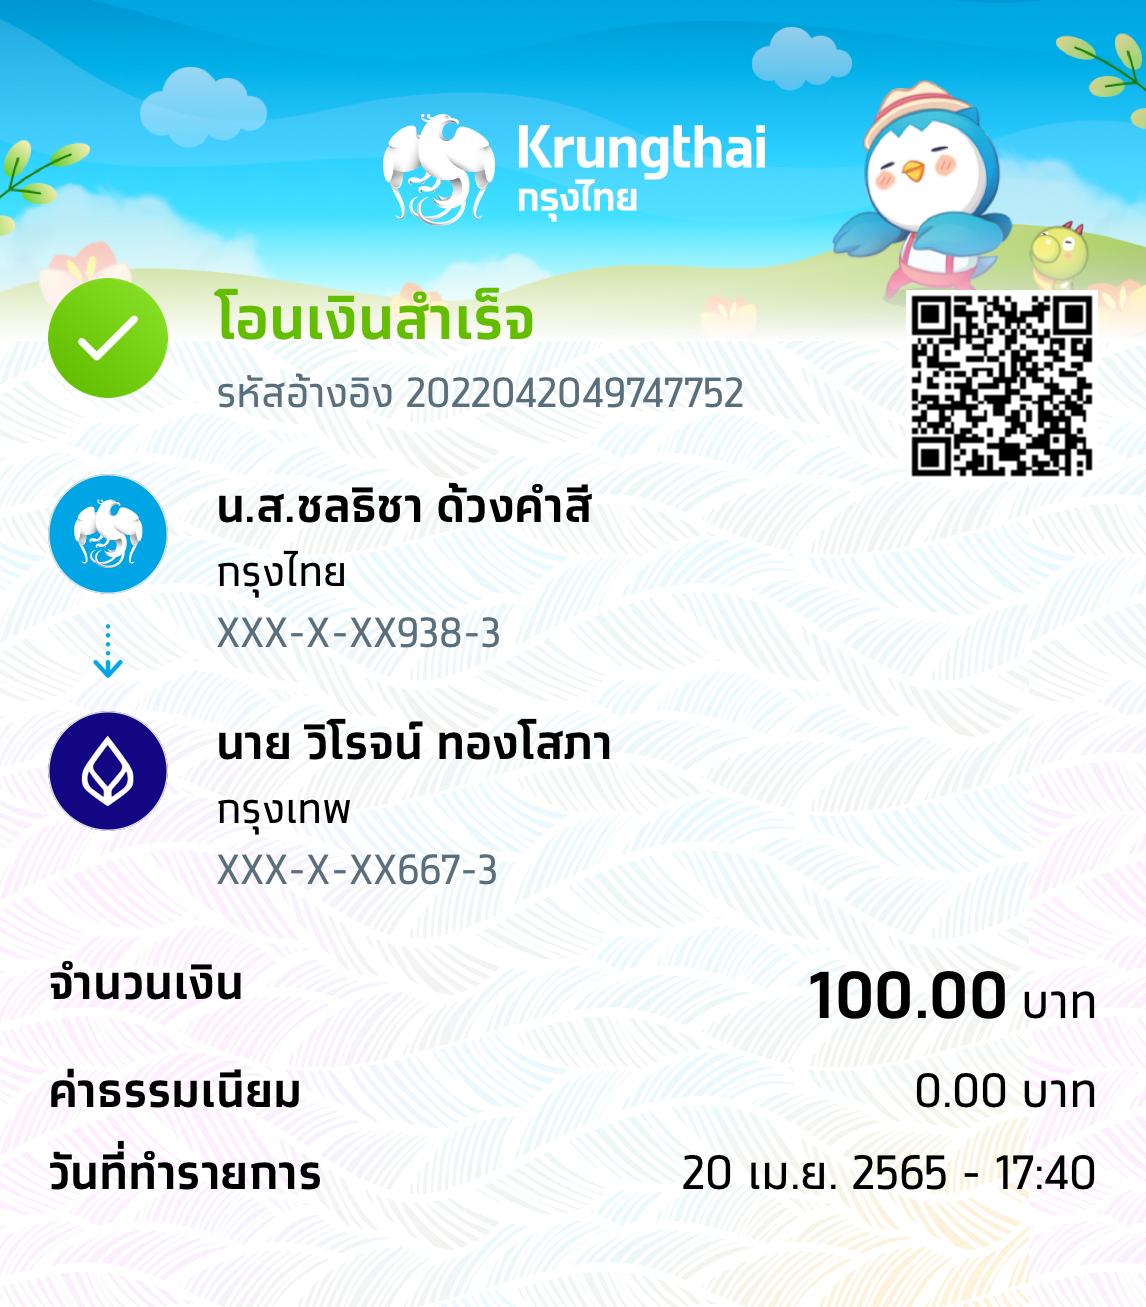 Krungthai
กรุงไทย
โอนเงินสำเร็จ
รหัสอ้างอิง 2022042049747752
น.ส.ชลธิชา ด้วงคำสี
กรุงไทย
XXX-X-XX938-3
นาย วิโรจน์ ทองโสภา
กรุงเทพ
XXX-X-XX667-3
จำนวนเงิน 100.00 บาท
ค่าธรรมเนียม 0.00 บาท
วันที่ทำรายการ 20 เม.ย. 2565 - 17:40